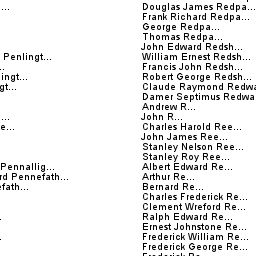 ...
Douglas James Redpa...
Frank Richard Redpa...
George Redpa...
Thomas Redpa...
John Edward Redsh...
Penlingt... William Ernest Redsh...
.. Francis John Redsh...
ingt... Robert George Redsh...
gt... Claude Raymond Redwa
Damer Septimus Redwa
Andrew R...
... John R...
e... Charles Harold Ree...
John James Ree...
Stanley Nelson Ree...
Stanley Roy Ree...
Pennallig... Albert Edward Re...
rd Pennefath... Arthur Re...
efath... Bernard Re...
Charles Frederick Re...
Clement Wreford Re...
. Ralph Edward Re...
Ernest Johnstone Re...
. Frederick William Re...
Frederick George Re...
Frederick Re...